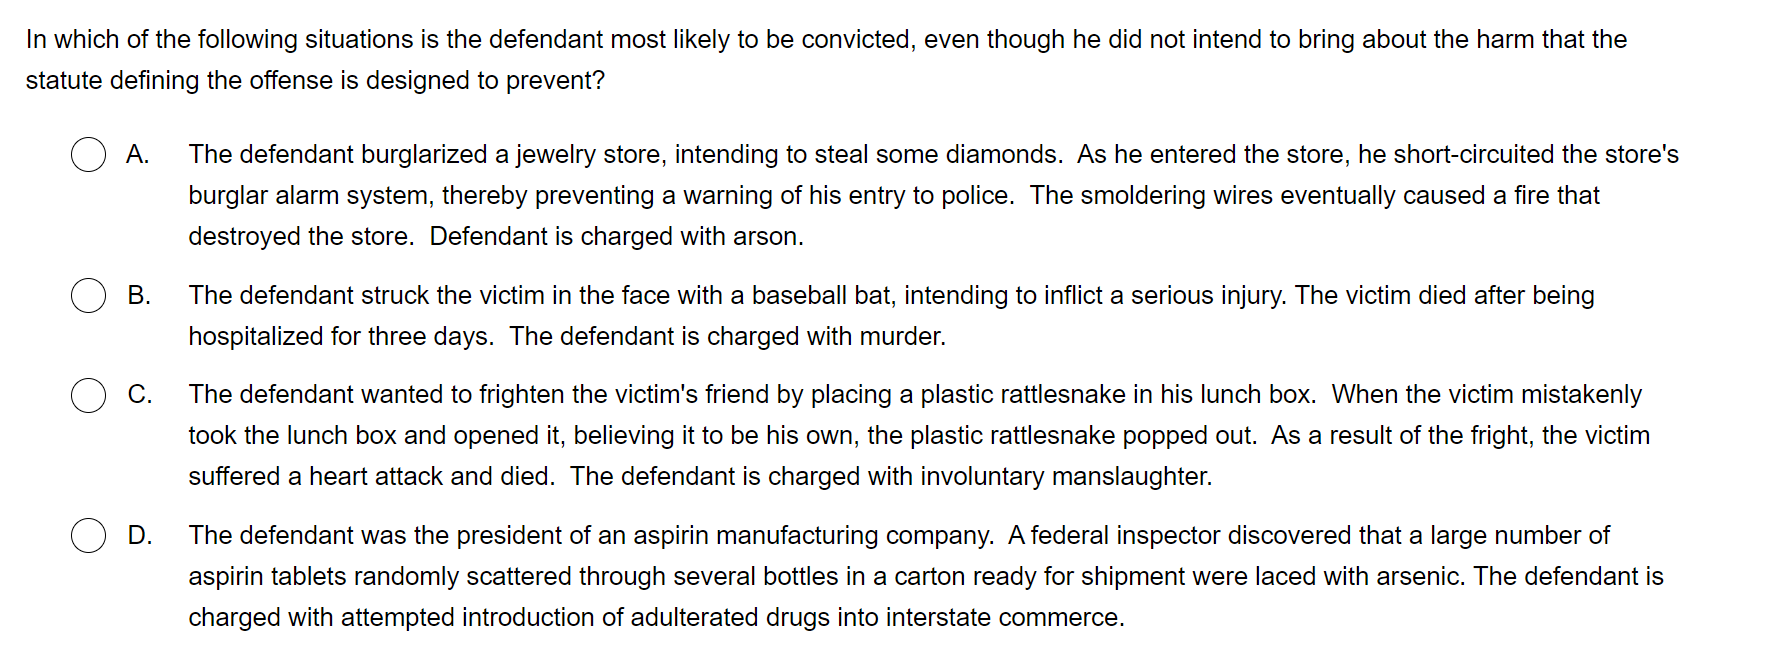 In which of the following situations is the defendant most likely to be convicted, even though he did not intend to bring about the harm that the
statute defining the offense is designed to prevent?
A. The defendant burglarized a jewelry store, intending to steal some diamonds. As he entered the store, he short-circuited the store's
burglar alarm system, thereby preventing a warning of his entry to police. The smoldering wires eventually caused a fire that
destroyed the store. Defendant is charged with arson.
B. The defendant struck the victim in the face with a baseball bat, intending to inflict a serious injury. The victim died after being
hospitalized for three days. The defendant is charged with murder.
C. The defendant wanted to frighten the victim's friend by placing a plastic rattlesnake in his lunch box. When the victim mistakenly
took the lunch box and opened it, believing it to be his own, the plastic rattlesnake popped out. As a result of the fright, the victim
suffered a heart attack and died. The defendant is charged with involuntary manslaughter.
D. The defendant was the president of an aspirin manufacturing company. A federal inspector discovered that a large number of
aspirin tablets randomly scattered through several bottles in a carton ready for shipment were laced with arsenic. The defendant is
charged with attempted introduction of adulterated drugs into interstate commerce.